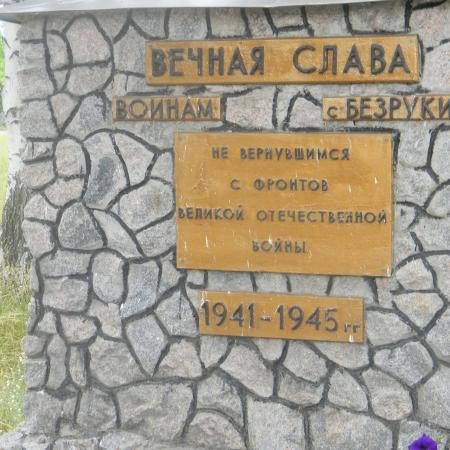 ВЕЧНАЯ СЛАВА
ВОИНАМ с БЕЗРУКИ
НЕ ВЕРНУВШИМСЯ
С ФРОНТОВ
ВЕЛИКОЙ ОТЕЧЕСТВЕННОЙ
ВОЙНЫ
1941-1945 гг